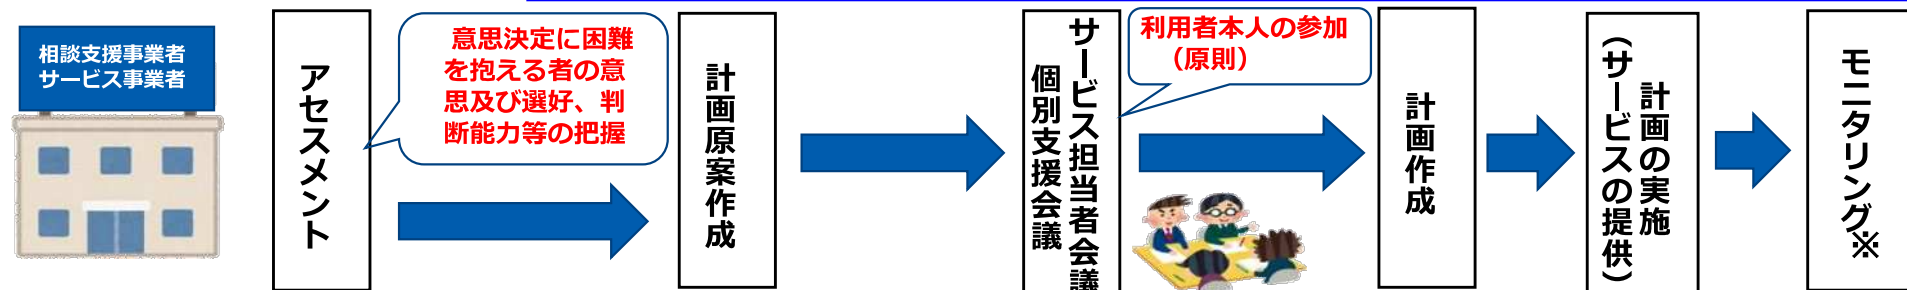 相談支援事業者
サービス事業者
アセスメント
意思決定に困難
を抱える者の意
思及び選好、判
断能力等の把握
計画原案作成
サービス担当者会議
個別支援会議
利用者本人の参加
（原則）
計画作成
計画の実施
（サービスの提供）
モニタリング※